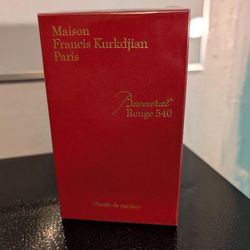 Maison
Francis Kurkdjian
Paris
Baccarat
Rouge 540
Extrait de parfum